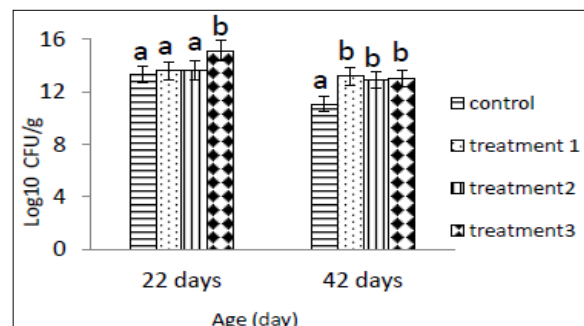 Log10 CFU/g
16
12
8
4
0
a a a b
a b b b
22 days 42 days
Age (day)
control
treatment 1
treatment2
treatment3